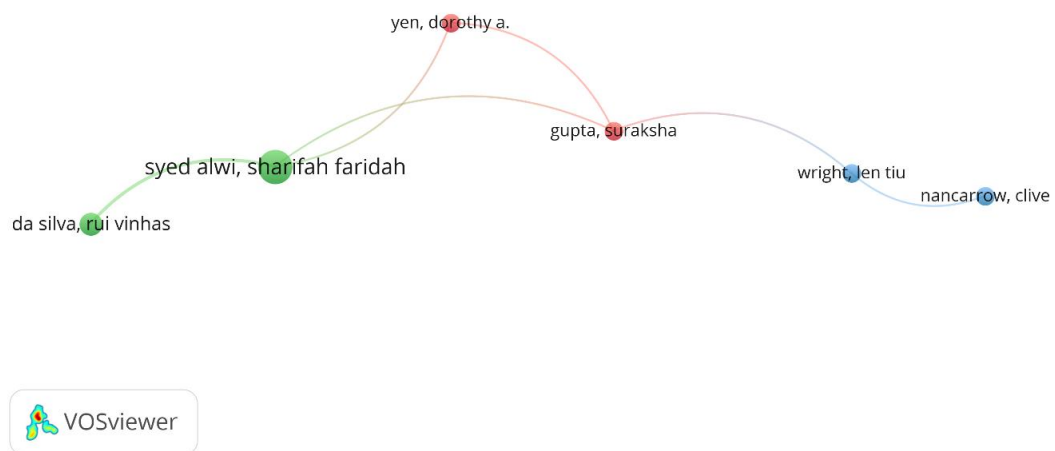 yen, dorothy a.
gupta, suraksha
syed alwi, sharifah faridah
wright, len tiu
nancarrow, clive
da silva, rui vinhas
VOSviewer